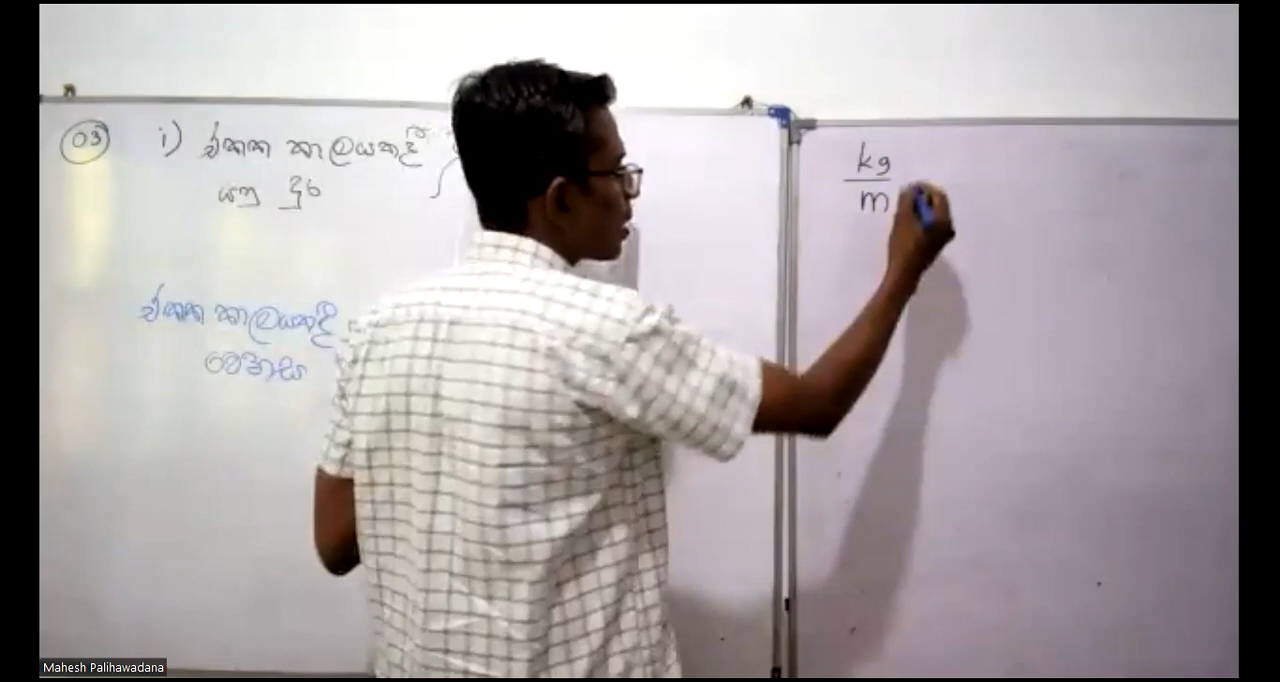 03 i) ඒකක කාලයකදී
යනු දුර
ඒකක කාලයකදී
වෙනස
kg
m
Mahesh Palihawadana